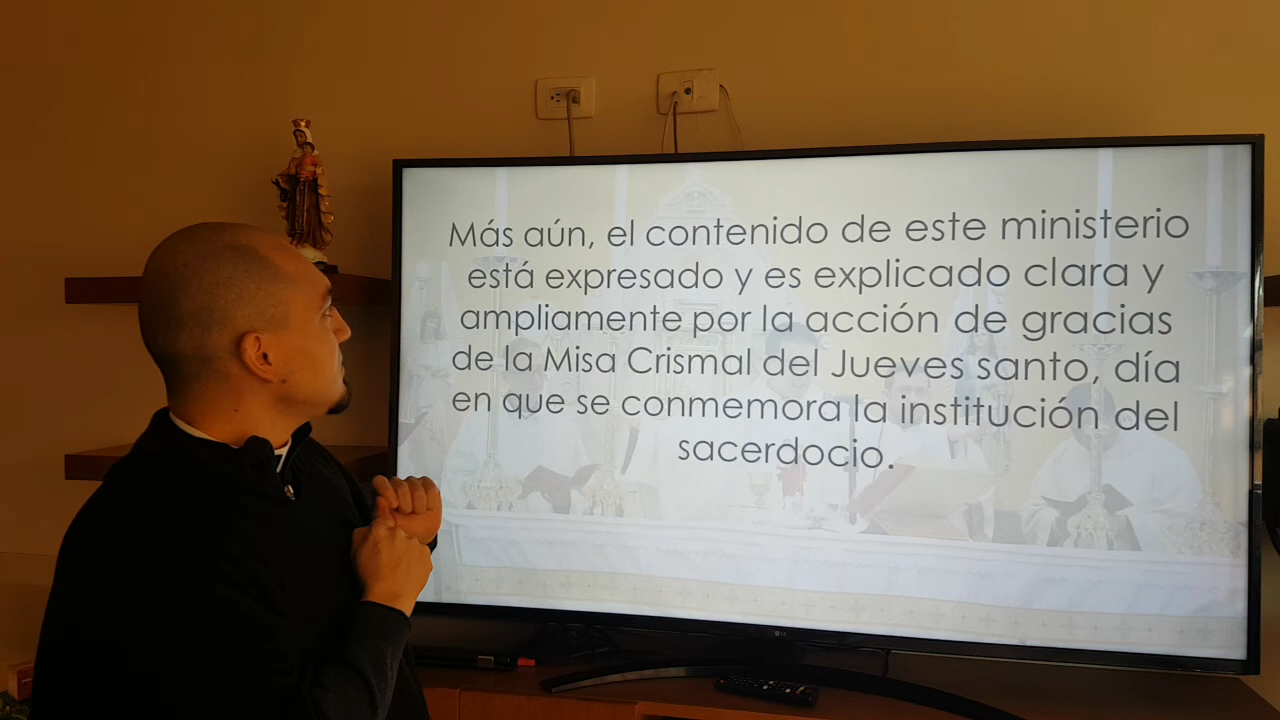 Más aún, el contenido de este ministerio
está expresado y es explicado clara y
ampliamente por la acción de gracias
de la Misa Crismal del Jueves santo, día
en que se conmemora la institución del
sacerdocio.
LG